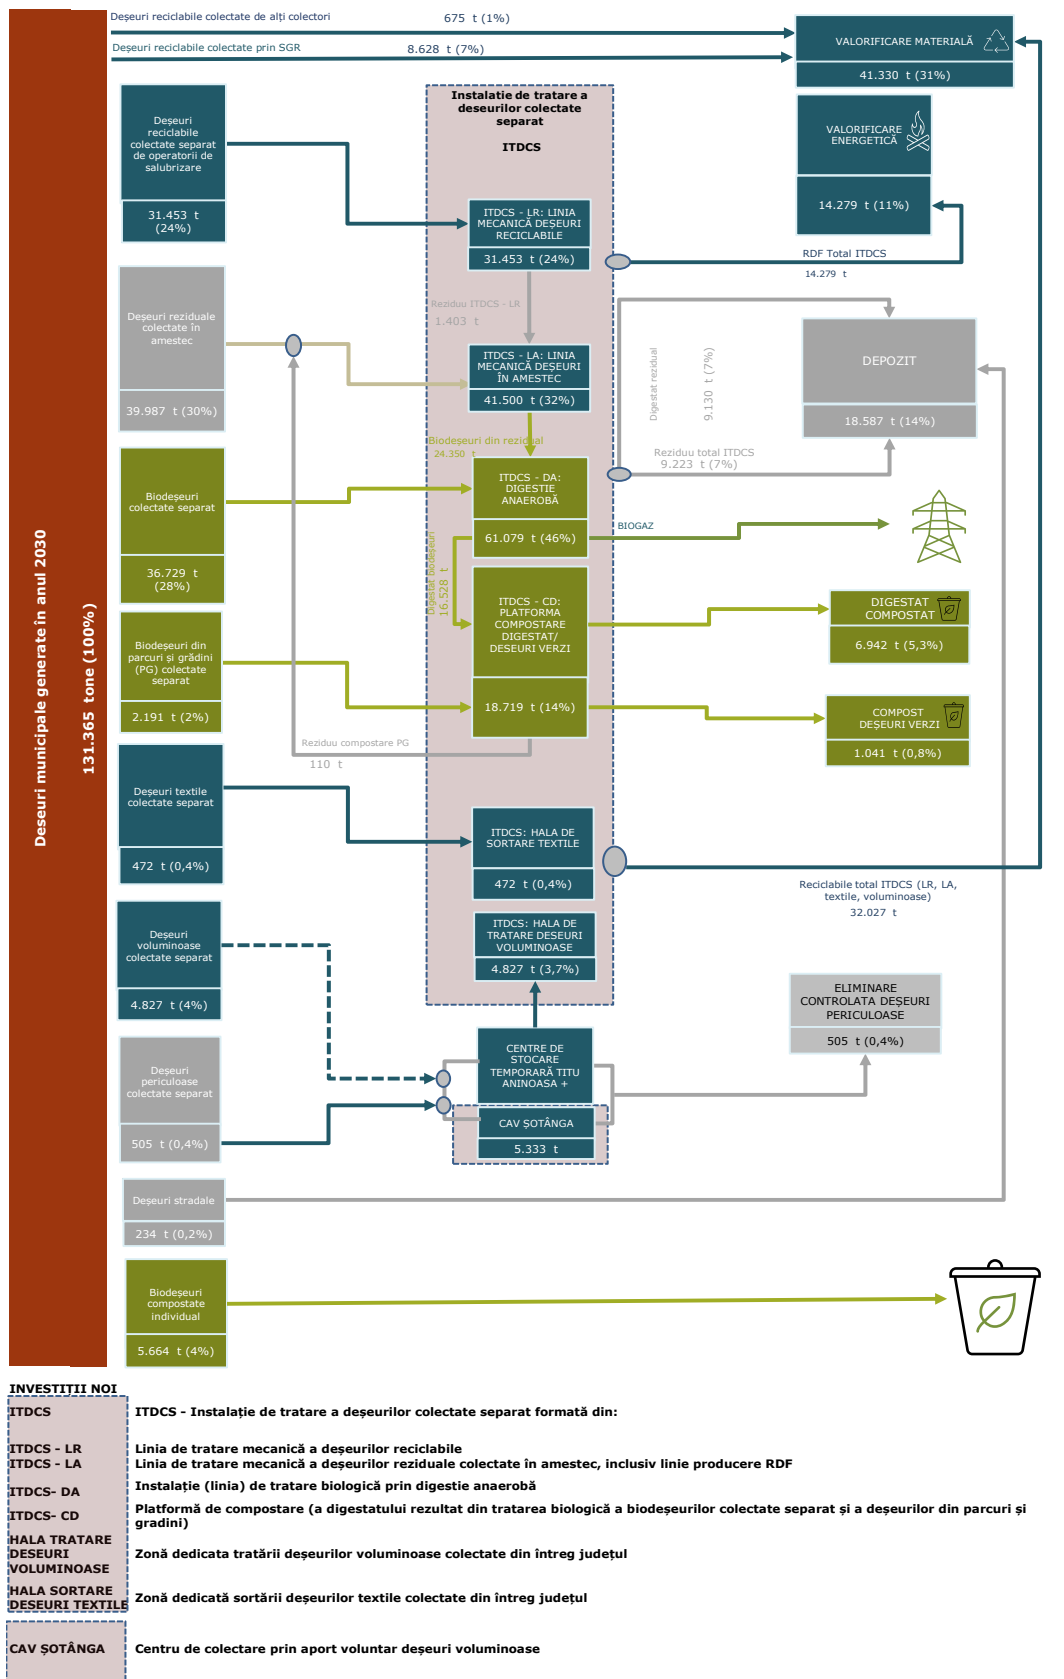 Deșeuri reciclabile colectate de alți colectori
675 t (1%)
Deșeuri reciclabile colectate prin SGR
8.628 t (7%)
VALORIFICARE MATERIALĂ
41.330 t (31%)
Deșeuri
reciclabile
colectate separat
de operatorii de
salubrizare
31.453 t
(24%)
Instalatie de tratare a
deseurilor colectate
separat
ITDCS
VALORIFICARE
ENERGETICĂ
14.279 t (11%)
ITDCS - LR: LINIA
MECANICĂ DEȘEURI
RECICLABILE
31.453 t (24%)
RDF Total ITDCS
14.279 t
Deșeuri reziduale
colectate în
amestec
39.987 t (30%)
Reziduu ITDCS - LR
1.403 t
ITDCS - LA: LINIA
MECANICĂ DEȘEURI
ÎN AMESTEC
41.500 t (32%)
Digestat rezidual
9.130 t (7%)
DEPOZIT
18.587 t (14%)
Biodeșeuri din rezidual
24.350 t
Reziduu total ITDCS
9.223 t (7%)
Biodeșeuri
colectate separat
36.729 t
(28%)
ITDCS - DA:
DIGESTIE
ANAEROBĂ
61.079 t (46%)
BIOGAZ
Digestat biodeșeuri
16.528 t
ITDCS - CD:
PLATFORMA
COMPOSTARE
DIGESTAT/
DESEURI VERZI
18.719 t (14%)
DIGESTAT
COMPOSTAT
6.942 t (5,3%)
Biodeșeuri din
parcuri și grădini
(PG) colectate
separat
2.191 t (2%)
COMPOST
DEȘEURI VERZI
1.041 t (0,8%)
Reziduu compostare PG
110 t
Deseuri municipale generate în anul 2030
131.365 tone (100%)
Deșeuri textile
colectate separat
472 t (0,4%)
ITDCS: HALA DE
SORTARE TEXTILE
472 t (0,4%)
Reciclabile total ITDCS (LR, LA,
textile, voluminoase)
32.027 t
Deșeuri
voluminoase
colectate separat
4.827 t (4%)
ITDCS: HALA DE
TRATARE DESEURI
VOLUMINOASE
4.827 t (3,7%)
ELIMINARE
CONTROLATA DEȘEURI
PERICULOASE
505 t (0,4%)
Deșeuri
periculoase
colectate separat
505 t (0,4%)
CENTRE DE
STOCARE
TEMPORARĂ TITU
ANINOASA +
CAV ȘOTÂNGA
5.333 t
Deșeuri stradale
234 t (0,2%)
Biodeșeuri
compostate
individual
5.664 t (4%)
INVESTIȚII NOI
ITDCS ITDCS - Instalație de tratare a deșeurilor colectate separat formată din:
ITDCS - LR Linia de tratare mecanică a deșeurilor reciclabile
ITDCS - LA Linia de tratare mecanică a deșeurilor reziduale colectate în amestec, inclusiv linie producere RDF
ITDCS- DA Instalație (linia) de tratare biologică prin digestie anaerobă
ITDCS- CD Platformă de compostare (a digestatului rezultat din tratarea biologică a biodeșeurilor colectate separat și a deșeurilor din parcuri și
gradini)
HALA TRATARE
DESEURI
VOLUMINOASE
Zonă dedicata tratării deșeurilor voluminoase colectate din întreg județul
HALA SORTARE
DESEURI TEXTILE
Zonă dedicată sortării deșeurilor textile colectate din întreg județul
CAV ȘOTÂNGA Centru de colectare prin aport voluntar deșeuri voluminoase